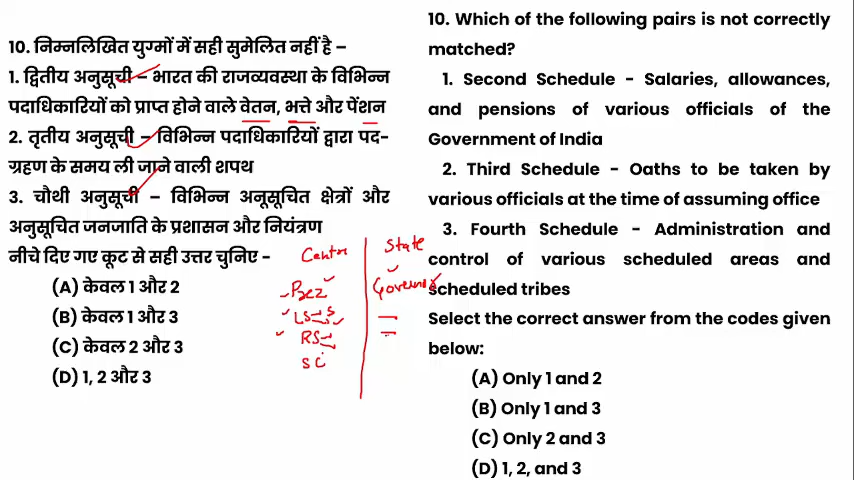 10. निम्नलिखित युग्मों में सही सुमेलित नहीं है –
1. द्वितीय अनुसूची – भारत की राजव्यवस्था के विभिन्न
पदाधिकारियों को प्राप्त होने वाले वेतन, भत्ते और पेंशन
2. तृतीय अनुसूची – विभिन्न पदाधिकारियों द्वारा पद-
ग्रहण के समय ली जाने वाली शपथ
3. चौथी अनुसूची – विभिन्न अनूसूचित क्षेत्रों और
अनुसूचित जनजाति के प्रशासन और नियंत्रण
नीचे दिए गए कूट से सही उत्तर चुनिए -
(A) केवल 1 और 2
(B) केवल 1 और 3
(C) केवल 2 और 3
(D) 1, 2 और 3
Centre
State
Prez
Governor
LS
S
RS
SC
10. Which of the following pairs is not correctly
matched?
1. Second Schedule - Salaries, allowances,
and pensions of various officials of the
Government of India
2. Third Schedule - Oaths to be taken by
various officials at the time of assuming office
3. Fourth Schedule - Administration and
control of various scheduled areas and
scheduled tribes
Select the correct answer from the codes given
below:
(A) Only 1 and 2
(B) Only 1 and 3
(C) Only 2 and 3
(D) 1, 2, and 3